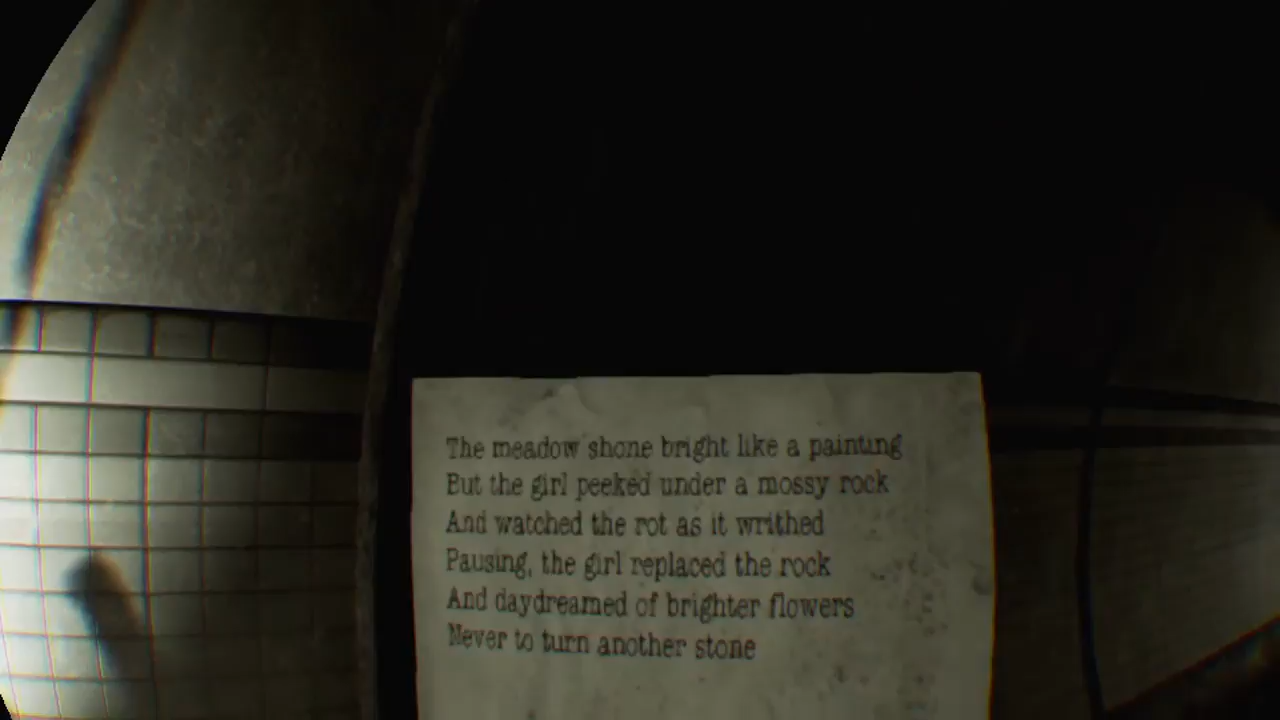 The meadow shone bright like a painting
But the girl peeked under a mossy rock
And watched the rot as it writhed
Pausing, the girl replaced the rock
And daydreamed of brighter flowers
Never to turn another stone